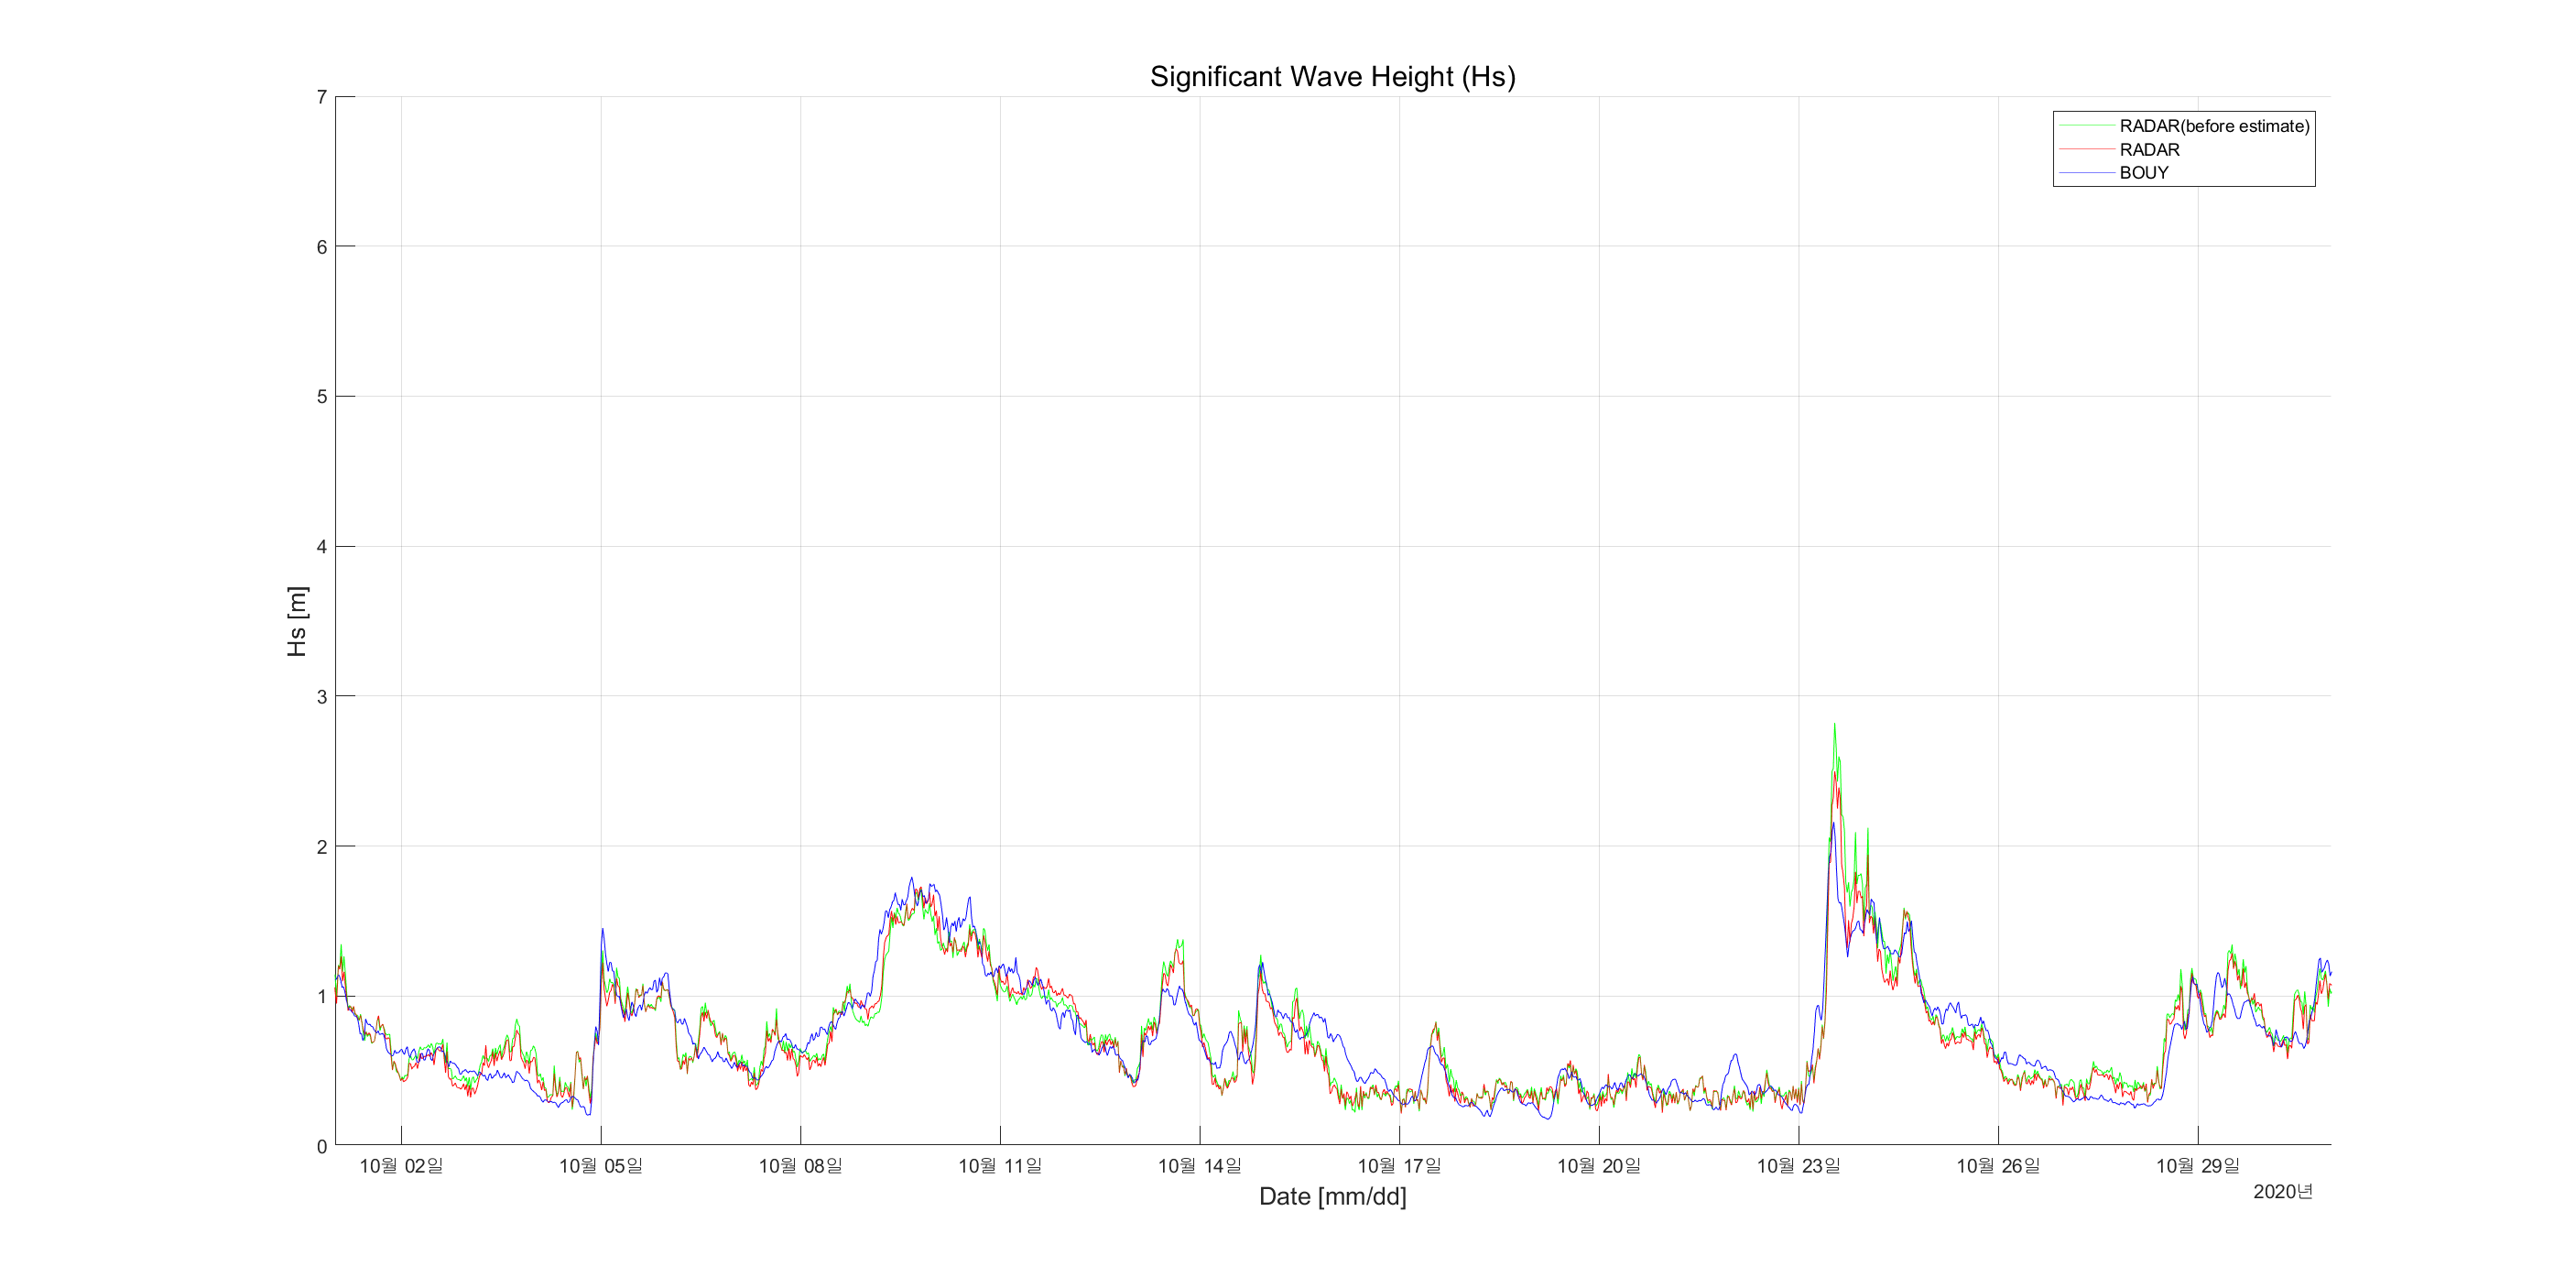 Significant Wave Height (Hs)
7
6
5
4
3
2
1
0
Hs [m]
RADAR(before estimate)
RADAR
BOUY
10월 02일 10월 05일 10월 08일 10월 11일 10월 14일 10월 17일 10월 20일 10월 23일 10월 26일 10월 29일
2020년
Date [mm/dd]